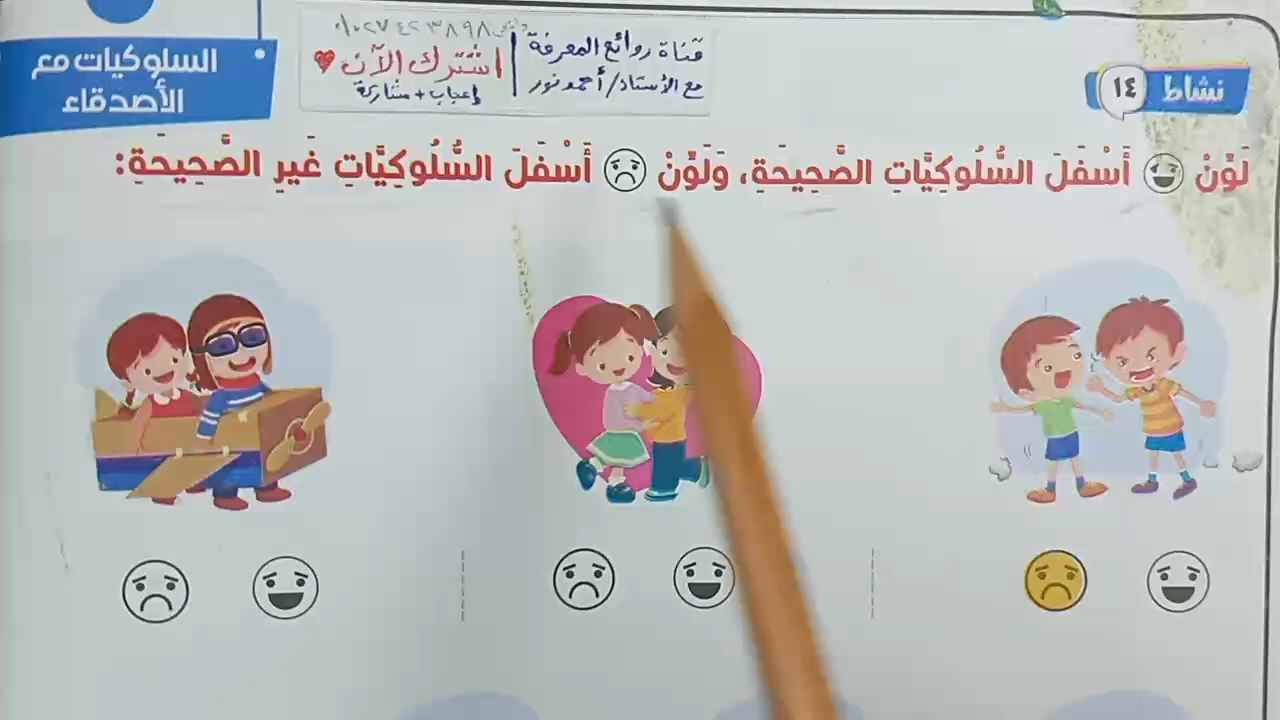 نشاط ١٤
السلوكيات مع
الأصدقاء
قناة روائع المعرفة
مع الأستاذ/أحمد نور
اشترك الآن
إعجاب + مشاركة
لَوِّنْ أَسْفَلَ السُّلُوكِيَّاتِ الصَّحِيحَةِ، وَلَوِّنْ أَسْفَلَ السُّلُوكِيَّاتِ غَيرِ الصَّحِيحَةِ: